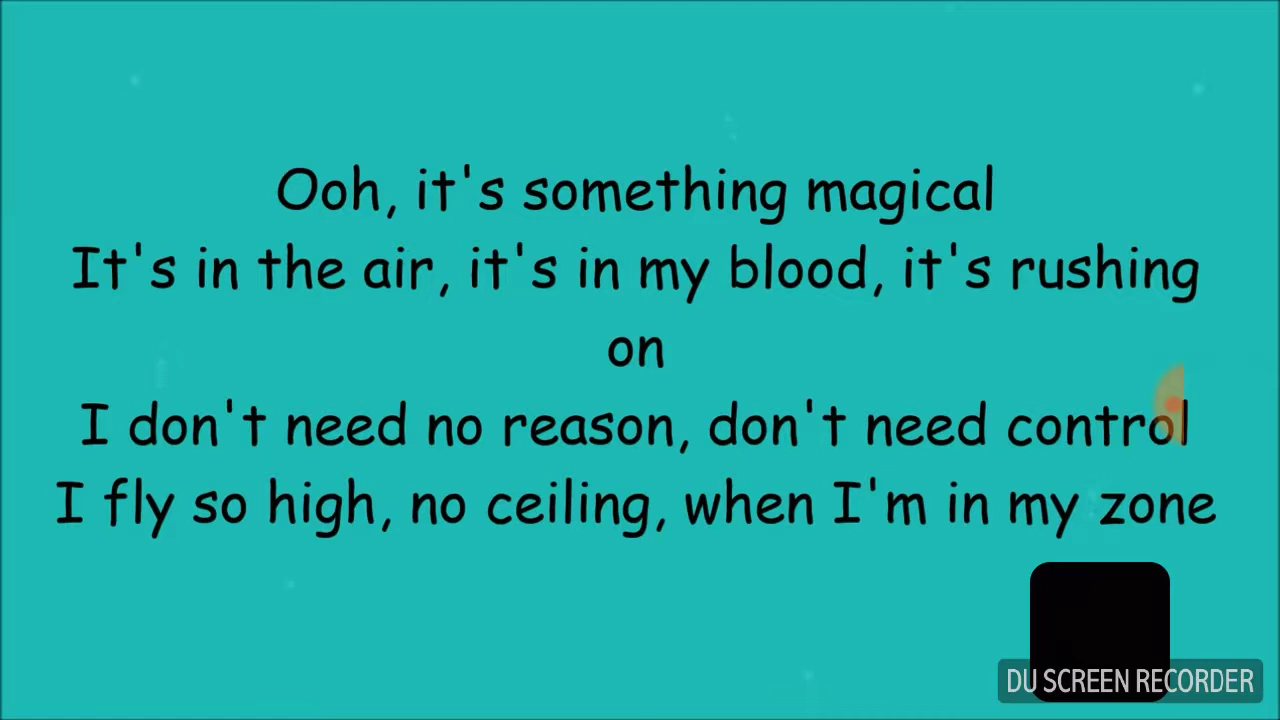 Ooh, it's something magical
It's in the air, it's in my blood, it's rushing
on
I don't need no reason, don't need control
I fly so high, no ceiling, when I'm in my zone
DU SCREEN RECORDER